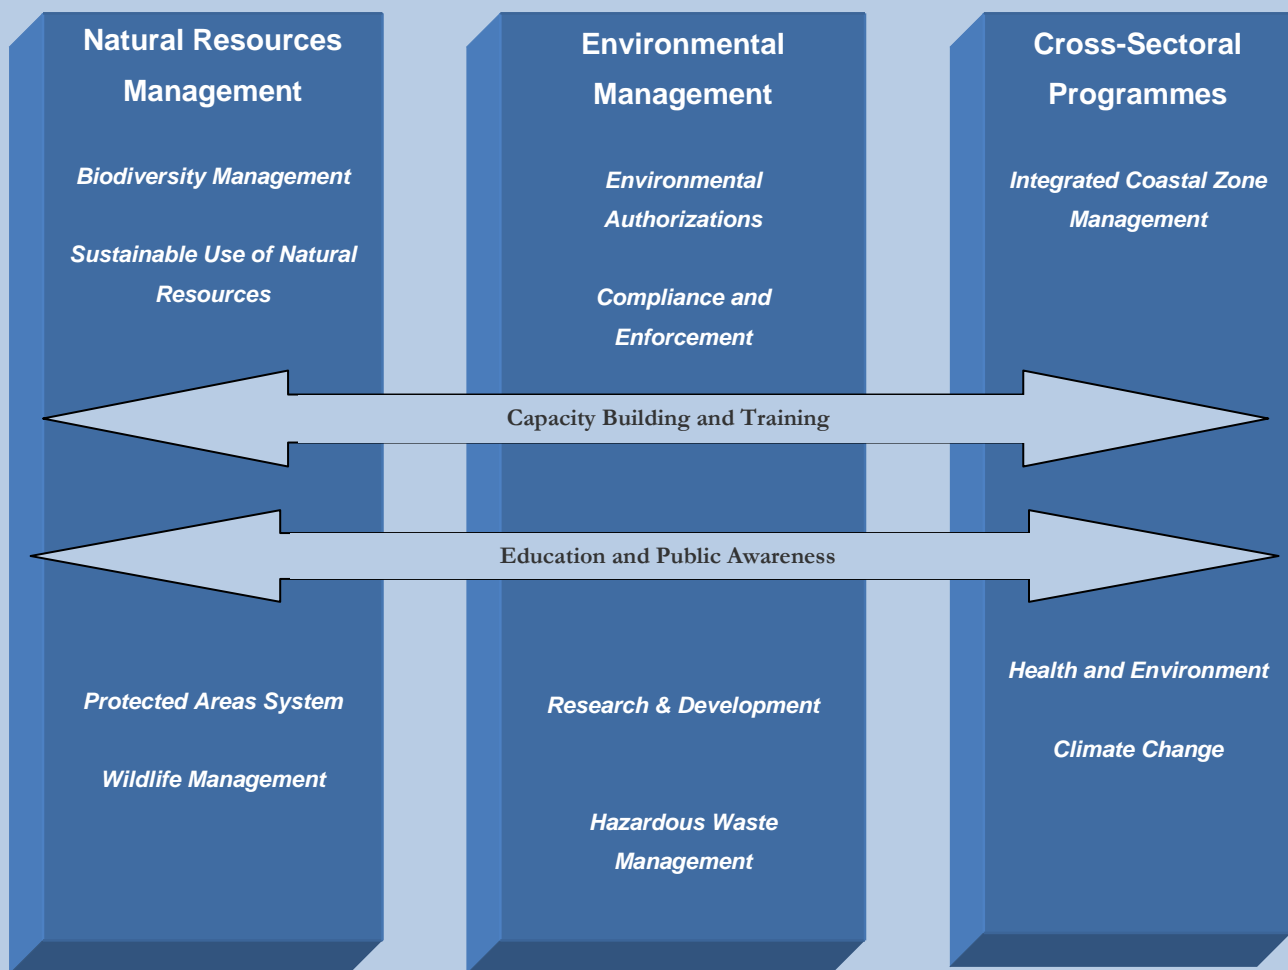 Natural Resources
Management
Biodiversity Management
Sustainable Use of Natural
Resources
Environmental
Management
Environmental
Authorizations
Compliance and
Enforcement
Cross-Sectoral
Programmes
Integrated Coastal Zone
Management
Capacity Building and Training
Education and Public Awareness
Protected Areas System
Wildlife Management
Research & Development
Hazardous Waste
Management
Health and Environment
Climate Change